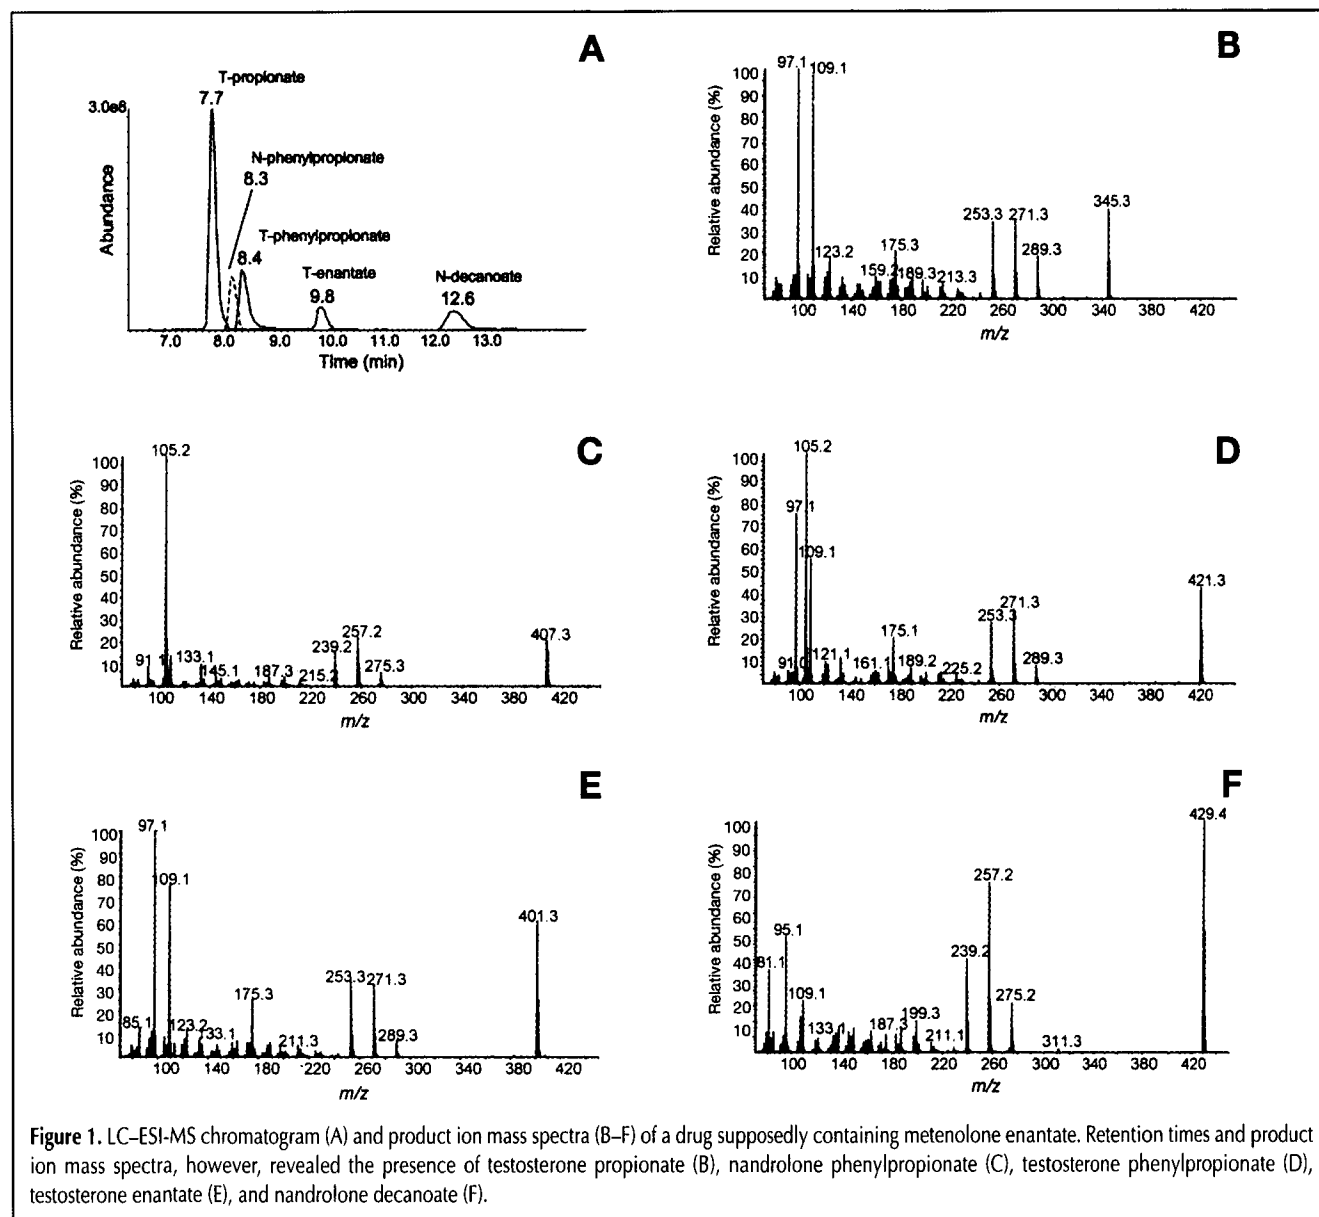 A
T-propionate
7.7
3.0e6
N-phenylpropionate
8.3
T-phenylpropionate
8.4
T-enantate
9.8
N-decanoate
12.6
Abundance
7.0 8.0 9.0 10.0 11.0 12.0 13.0
Time (min)
B
97.1 109.1
345.3
253.3 271.3
289.3
175.3
123.2
159.2 189.3 213.3
Relative abundance (%)
100
90
80
70
60
50
40
30
20
10
100 140 180 220 260 300 340 380 420
m/z
C
105.2
407.3
257.2
239.2
275.3
133.1
145.1 187.3
215.2
Relative abundance (%)
100
90
80
70
60
50
40
30
20
10
100 140 180 220 260 300 340 380 420
m/z
D
105.2
97.1
109.1
421.3
271.3
253.3
289.3
175.1
121.1
161.1 189.2 225.2
Relative abundance (%)
100
90
80
70
60
50
40
30
20
10
100 140 180 220 260 300 340 380 420
m/z
E
97.1
109.1
401.3
253.3 271.3
289.3
175.3
85.1 123.2
133.1
211.3
Relative abundance (%)
100
90
80
70
60
50
40
30
20
10
100 140 180 220 260 300 340 380 420
m/z
F
429.4
257.2
95.1
239.2
81.1
109.1
275.2
199.3
187.3
211.1
311.3
Relative abundance (%)
100
90
80
70
60
50
40
30
20
10
100 140 180 220 260 300 340 380 420
m/z
Figure 1. LC–ESI-MS chromatogram (A) and product ion mass spectra (B–F) of a drug supposedly containing metenolone enantate. Retention times and product
ion mass spectra, however, revealed the presence of testosterone propionate (B), nandrolone phenylpropionate (C), testosterone phenylpropionate (D),
testosterone enantate (E), and nandrolone decanoate (F).